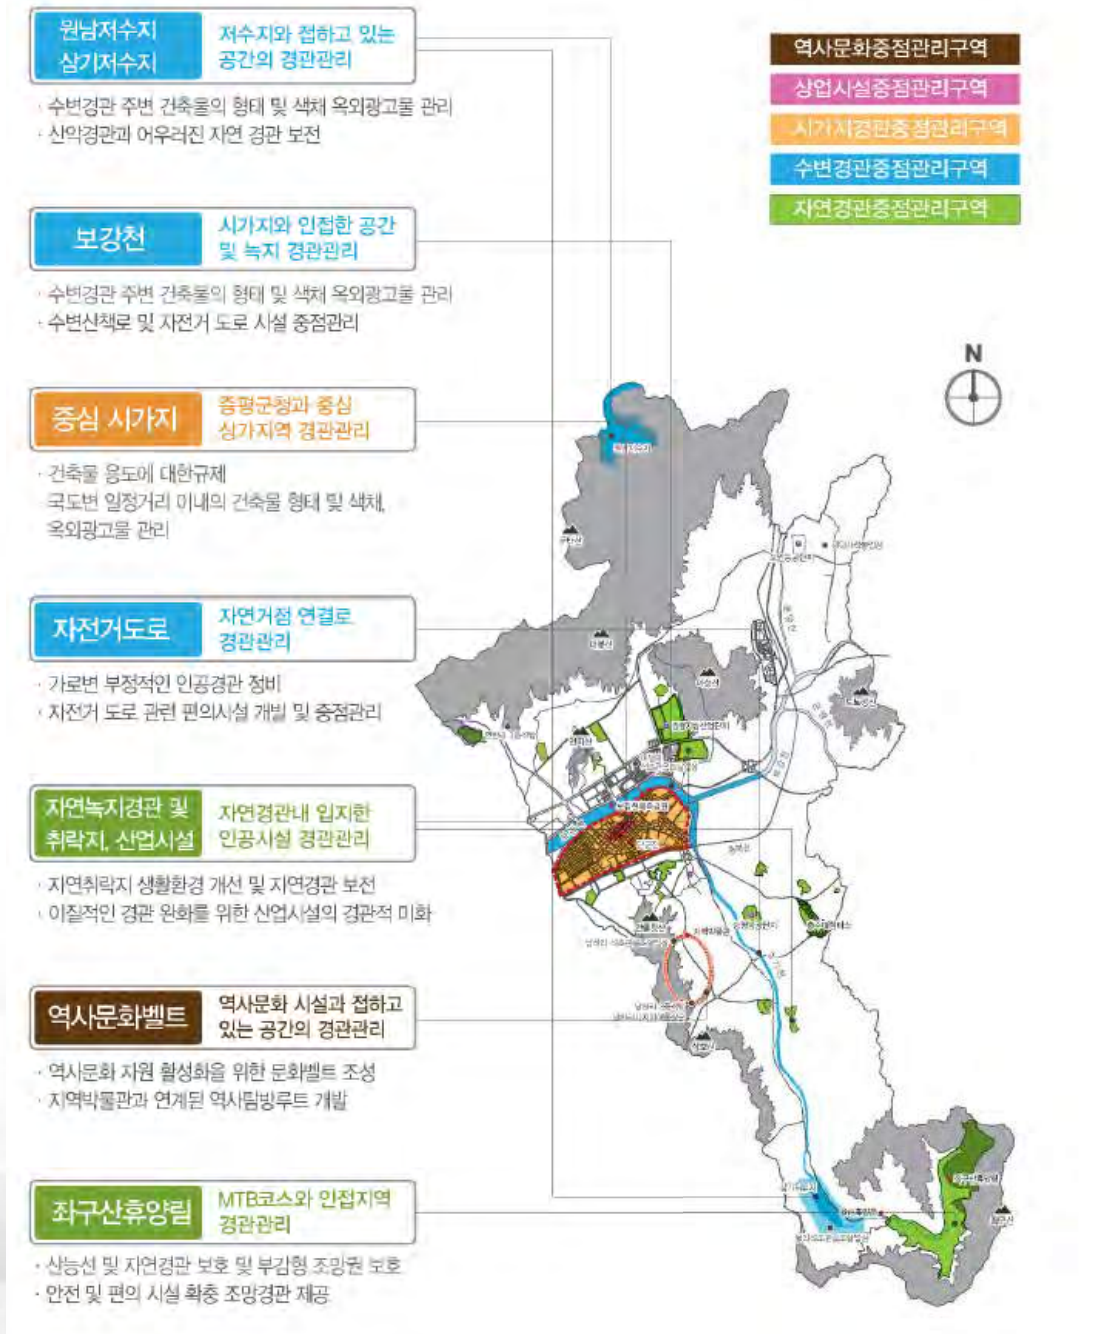 원남저수지
삼기저수지
저수지와 접하고 있는
공간의 경관관리
· 수변경관 주변 건축물의 형태 및 색채 옥외광고물 관리
· 산악경관과 어우러진 자연 경관 보전
보강천
시가지와 인접한 공간
및 녹지 경관관리
· 수변경관 주변 건축물의 형태 및 색채 옥외광고물 관리
· 수변산책로 및 자전거 도로 시설 중점관리
중심 시가지
증평군청과 중심
상가지역 경관관리
· 건축물 용도에 대한규제
· 국도변 일정거리 이내의 건축물 형태 및 색채,
옥외광고물 관리
자전거도로
자연거점 연결로
경관관리
· 가로변 부정적인 인공경관 정비
· 자전거 도로 관련 편의시설 개발 및 중점관리
자연녹지경관 및
취락지, 산업시설
자연경관내 입지한
인공시설 경관관리
· 자연취락지 생활환경 개선 및 자연경관 보전
· 이질적인 경관 완화를 위한 산업시설의 경관적 미화
역사문화벨트
역사문화 시설과 접하고
있는 공간의 경관관리
· 역사문화 자원 활성화을 위한 문화벨트 조성
· 지역박물관과 연계된 역사탐방루트 개발
좌구산휴양림
MTB코스와 인접지역
경관관리
· 산능선 및 자연경관 보호 및 부감형 조망권 보호
· 안전 및 편의 시설 확충 조망경관 제공
역사문화중점관리구역
상업시설중점관리구역
시가지경관중점관리구역
수변경관중점관리구역
자연경관중점관리구역
N